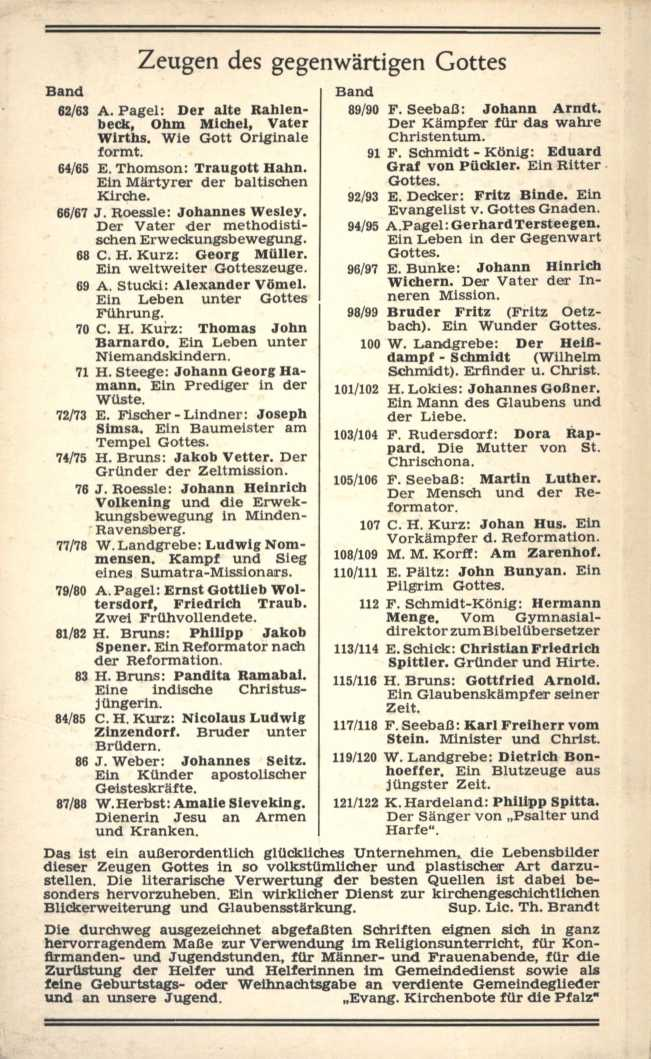 Zeugen des gegenwärtigen Gottes
Band
62/63 A. Pagel: Der alte Rahlen-
beck, Ohm Michel, Vater
Wirths. Wie Gott Originale
formt.
64/65 E. Thomson: Traugott Hahn.
Ein Märtyrer der baltischen
Kirche.
66/67 J. Roessle: Johannes Wesley.
Der Vater der methodisti-
schen Erweckungsbewegung.
68 C. H. Kurz: Georg Müller.
Ein weltweiter Gotteszeuge.
69 A. Stucki: Alexander Vömel.
Ein Leben unter Gottes
Führung.
70 C. H. Kurz: Thomas John
Barnardo. Ein Leben unter
Niemandskindern.
71 H. Steege: Johann Georg Ha-
mann. Ein Prediger in der
Wüste.
72/73 E. Fischer-Lindner: Joseph
Simsa. Ein Baumeister am
Tempel Gottes.
74/75 H. Bruns: Jakob Vetter. Der
Gründer der Zeltmission.
76 J. Roessle: Johann Heinrich
Volkening und die Erwek-
kungsbewegung in Minden-
Ravensberg.
77/78 W. Landgrebe: Ludwig Nom-
mensen. Kampf und Sieg
eines Sumatra-Missionars.
79/80 A. Pagel: Ernst Gottlieb Wol-
tersdorf, Friedrich Traub.
Zwei Frühvollendete.
81/82 H. Bruns: Philipp Jakob
Spener. Ein Reformator nach
der Reformation.
83 H. Bruns: Pandita Ramabai.
Eine indische Christus-
jüngerin.
84/85 C. H. Kurz: Nicolaus Ludwig
Zinzendorf. Bruder unter
Brüdern.
86 J. Weber: Johannes Seitz.
Ein Künder apostolischer
Geisteskräfte.
87/88 W. Herbst: Amalie Sieveking.
Dienerin Jesu an Armen
und Kranken.
Band
89/90 F. Seebaß: Johann Arndt.
Der Kämpfer für das wahre
Christentum.
91 F. Schmidt-König: Eduard
Graf von Pückler. Ein Ritter
Gottes.
92/93 E. Decker: Fritz Binde. Ein
Evangelist v. Gottes Gnaden.
94/95 A. Pagel: Gerhard Tersteegen.
Ein Leben in der Gegenwart
Gottes.
96/97 E. Bunke: Johann Hinrich
Wichern. Der Vater der In-
neren Mission.
98/99 Bruder Fritz (Fritz Oetz-
bach). Ein Wunder Gottes.
100 W. Landgrebe: Der Heiß-
dampf-Schmidt (Wilhelm
Schmidt). Erfinder u. Christ.
101/102 H. Lokies: Johannes Goßner.
Ein Mann des Glaubens und
der Liebe.
103/104 F. Rudersdorf: Dora Rap-
pard. Die Mutter von St.
Chrischona.
105/106 F. Seebaß: Martin Luther.
Der Mensch und der Re-
formator.
107 C. H. Kurz: Johan Hus. Ein
Vorkämpfer d. Reformation.
108/109 M. M. Korff: Am Zarenhof.
110/111 E. Pältz: John Bunyan. Ein
Pilgrim Gottes.
112 F. Schmidt-König: Hermann
Menge. Vom Gymnasial-
direktor zum Bibelübersetzer
113/114 E. Schick: Christian Friedrich
Spittler. Gründer und Hirte.
115/116 H. Bruns: Gottfried Arnold.
Ein Glaubenskämpfer seiner
Zeit.
117/118 F. Seebaß: Karl Freiherr vom
Stein. Minister und Christ.
119/120 W. Landgrebe: Dietrich Bon-
hoeffer. Ein Blutzeuge aus
jüngster Zeit.
121/122 K. Hardeland: Philipp Spitta.
Der Sänger von „Psalter und
Harfe“.
Das ist ein außerordentlich glückliches Unternehmen, die Lebensbilder
dieser Zeugen Gottes in so volkstümlicher und plastischer Art darzu-
stellen. Die literarische Verwertung der besten Quellen ist dabei be-
sonders hervorzuheben. Ein wirklicher Dienst zur kirchengeschichtlichen
Blickerweiterung und Glaubensstärkung. Sup. Lic. Th. Brandt
Die durchweg ausgezeichnet abgefaßten Schriften eignen sich in ganz
hervorragendem Maße zur Verwendung im Religionsunterricht, für Kon-
firmanden- und Jugendstunden, für Männer- und Frauenabende, für die
Zurüstung der Helfer und Helferinnen im Gemeindedienst sowie als
feine Geburtstags- oder Weihnachtsgabe an verdiente Gemeindeglieder
und an unsere Jugend. „Evang. Kirchenbote für die Pfalz“